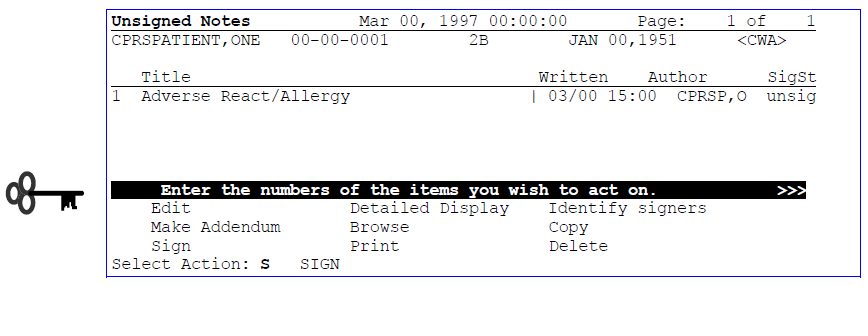 Unsigned Notes Mar 00, 1997 00:00:00 Page: 1 of 1
CPRSPATIENT,ONE 00-00-0001 2B JAN 00,1951 <CWA>
Title Written Author SigSt
1 Adverse React/Allergy | 03/00 15:00 CPRSP,O unsig
Enter the numbers of the items you wish to act on. >>>
Edit Detailed Display Identify signers
Make Addendum Browse Copy
Sign Print Delete
Select Action: S SIGN